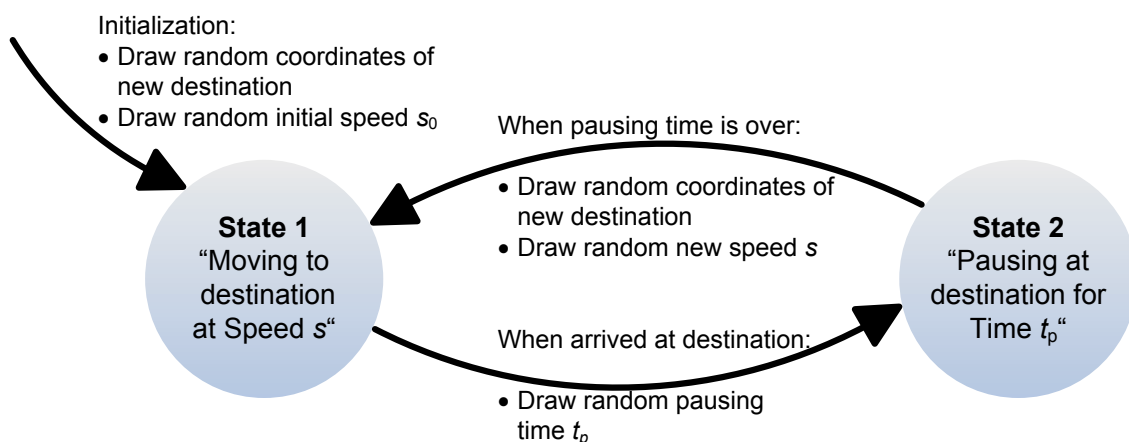 Initialization:
• Draw random coordinates of
new destination
• Draw random initial speed s0
When pausing time is over:
• Draw random coordinates of
new destination
• Draw random new speed s
State 1
“Moving to
destination
at Speed s“
State 2
“Pausing at
destination for
Time tp“
When arrived at destination:
• Draw random pausing
time tp